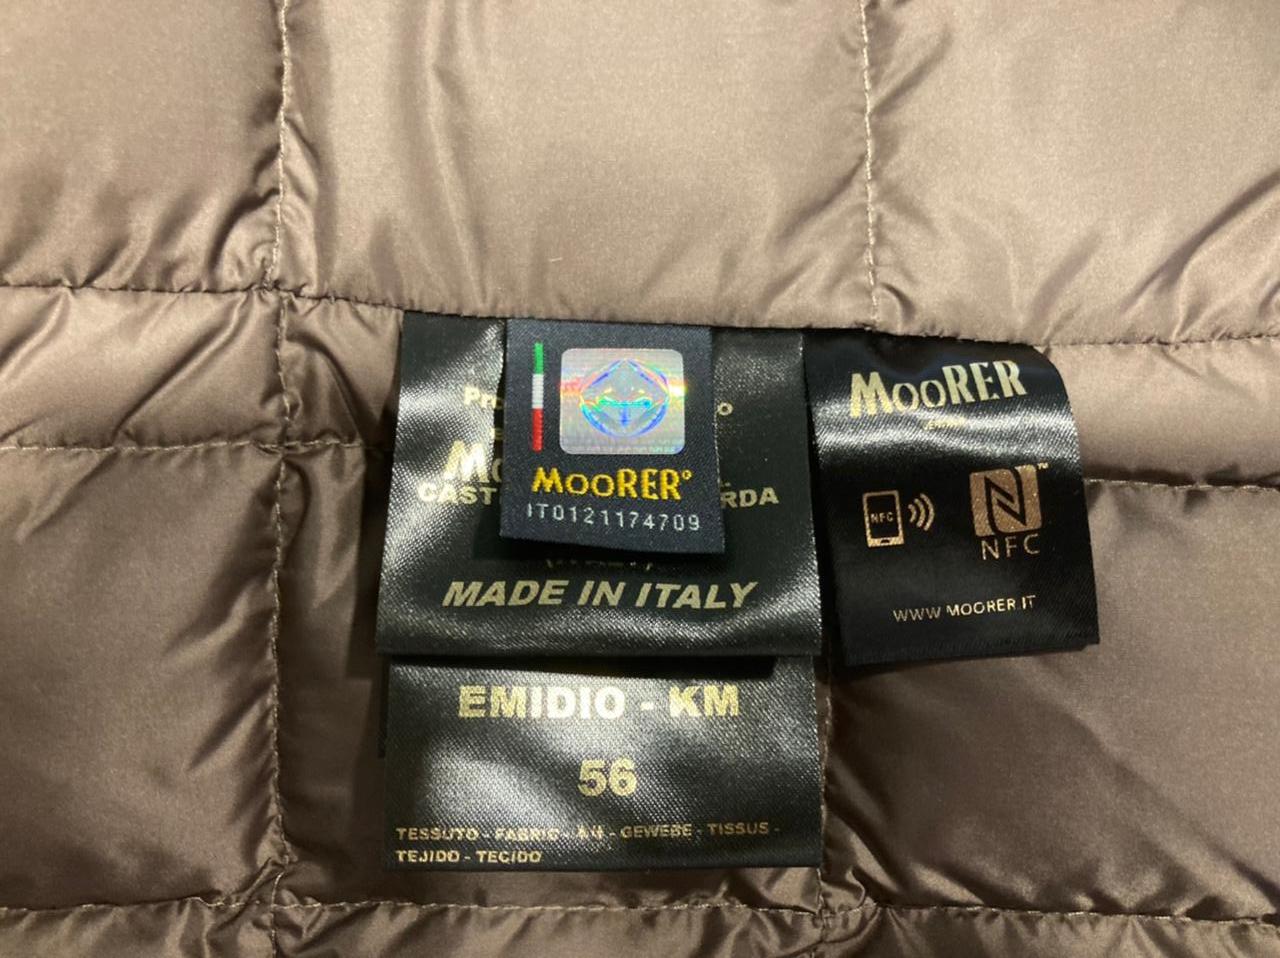 MOORER
IT0121174709
RDA
MADE IN ITALY
EMIDIO - KM
56
TESSUTO - FABRIC - - GEWEBE - TISSUS -
TEJIDO - TECIDO
MOORER
NFC
NFC
WWW.MOORER.IT